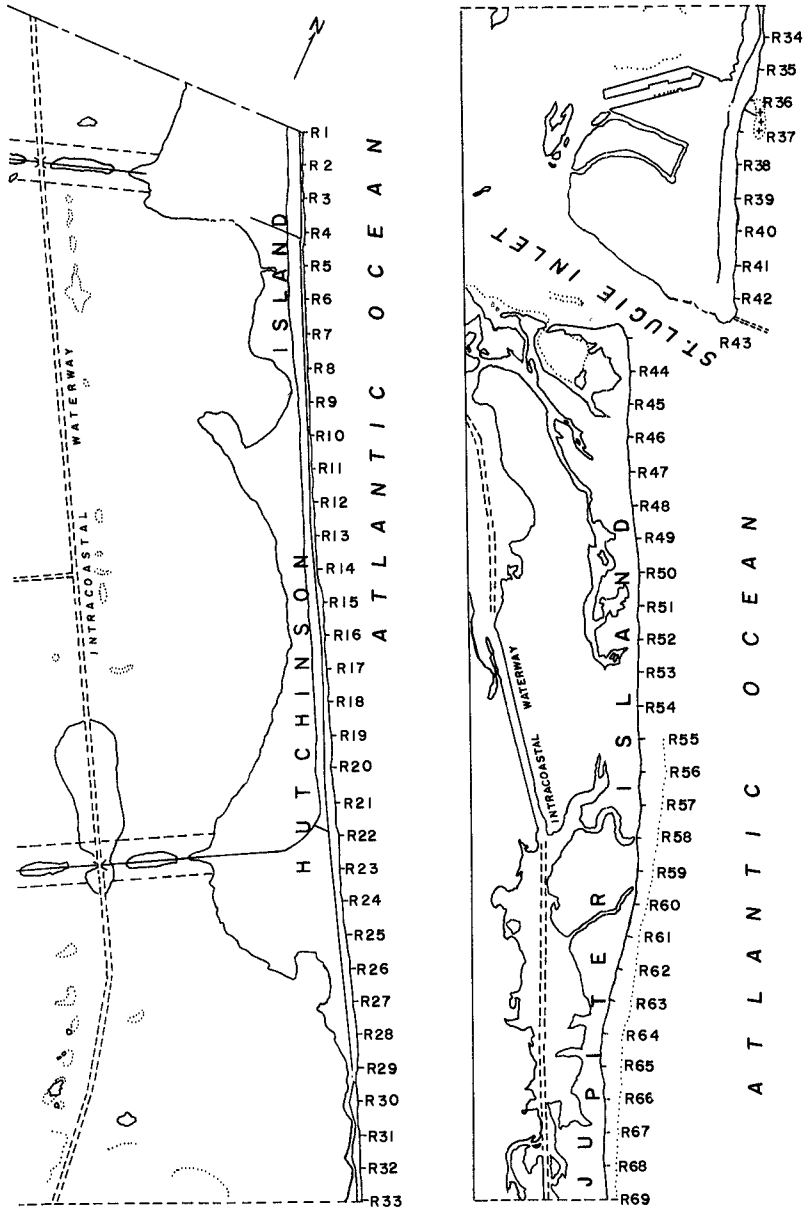 N
R1
R2
R3
R4
R5
R6
R7
R8
R9
R10
R11
R12
R13
R14
R15
R16
R17
R18
R19
R20
R21
R22
R23
R24
R25
R26
R27
R28
R29
R30
R31
R32
R33
HUTCHINSON ISLAND
ATLANTIC OCEAN
INTRACOASTAL WATERWAY
R34
R35
R36
R37
R38
R39
R40
R41
R42
R43
R44
R45
R46
R47
R48
R49
R50
R51
R52
R53
R54
R55
R56
R57
R58
R59
R60
R61
R62
R63
R64
R65
R66
R67
R68
R69
ST. LUCIE INLET
JUPITER ISLAND
ATLANTIC OCEAN
INTRACOASTAL WATERWAY